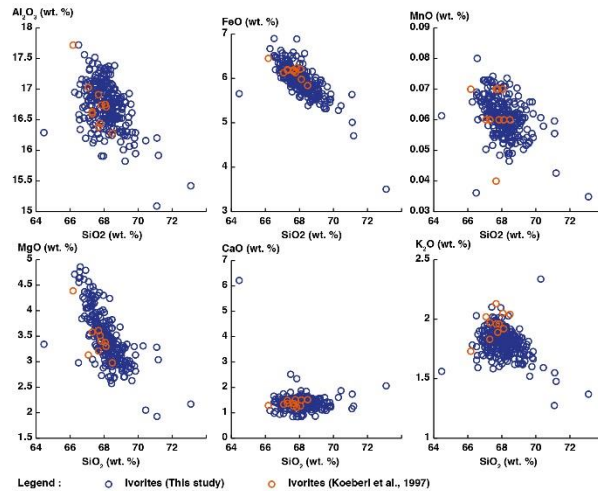 Al2O3 (wt. %)
18
17.5
17
16.5
16
15.5
15
64 66 68 70 72
SiO2 (wt. %)
FeO (wt. %)
7
6
5
4
3
64 66 68 70 72
SiO2 (wt. %)
MnO (wt. %)
0.09
0.08
0.07
0.06
0.05
0.04
0.03
64 66 68 70 72
SiO2 (wt. %)
MgO (wt. %)
5
4.5
4
3.5
3
2.5
2
1.5
64 66 68 70 72
SiO2 (wt. %)
CaO (wt. %)
7
6
5
4
3
2
1
0
64 66 68 70 72
SiO2 (wt. %)
K2O (wt. %)
2.5
2
1.5
1
64 66 68 70 72
SiO2 (wt. %)
Legend : Ivorites (This study) Ivorites (Koeberl et al., 1997)